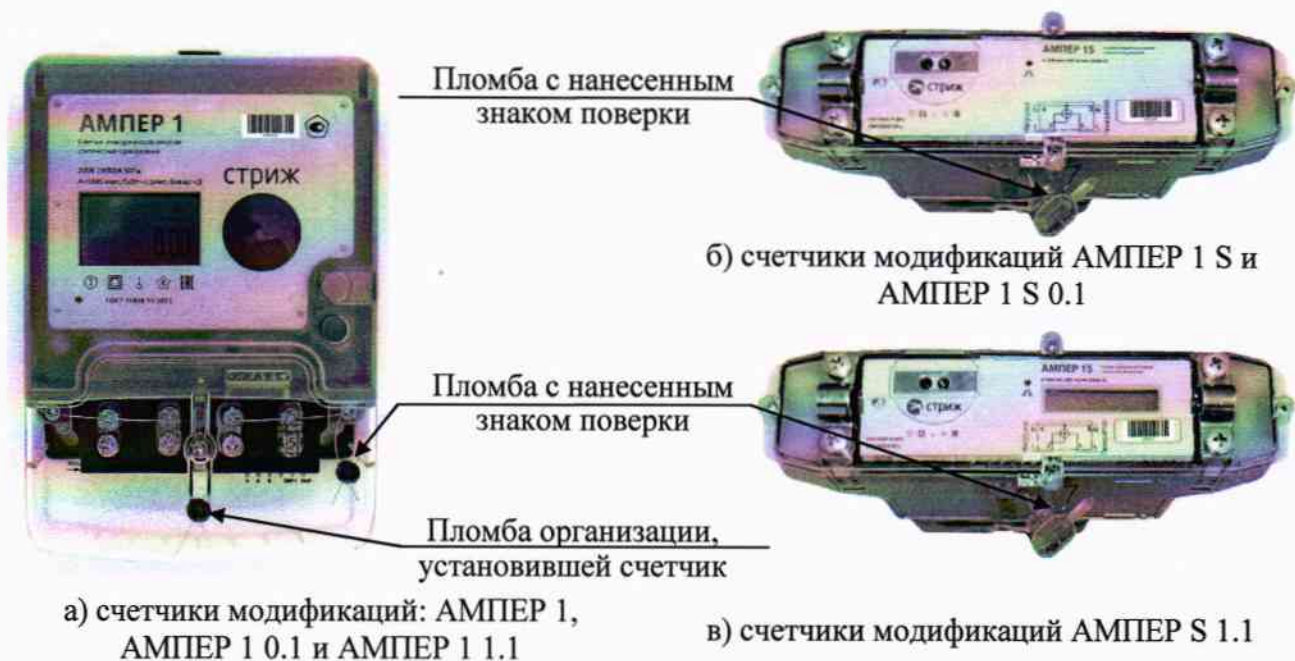 АМПЕР 1
стриж
Пломба с нанесенным
знаком поверки
АМПЕР 1S
стриж
б) счетчики модификаций АМПЕР 1 S и
АМПЕР 1 S 0.1
Пломба с нанесенным
знаком поверки
АМПЕР 1S
стриж
Пломба организации,
установившей счетчик
а) счетчики модификаций: АМПЕР 1,
АМПЕР 1 0.1 и АМПЕР 1 1.1
в) счетчики модификаций АМПЕР S 1.1